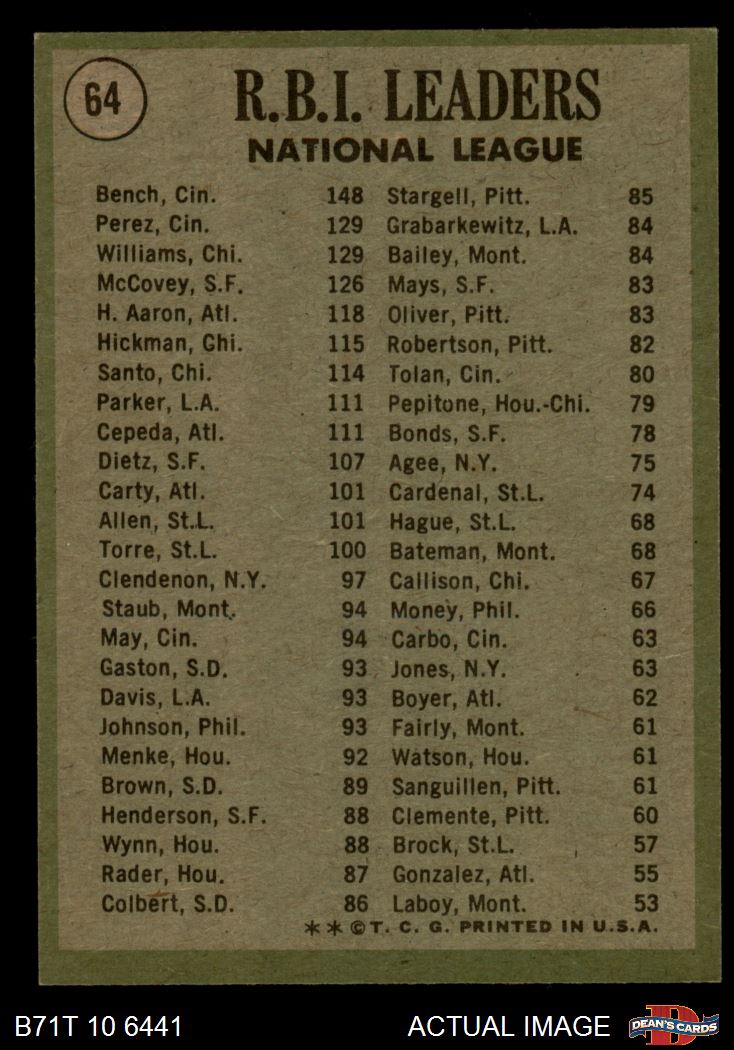 64
R.B.I. LEADERS
NATIONAL LEAGUE
Bench, Cin. 148 Stargell, Pitt. 85
Perez, Cin. 129 Grabarkewitz, L.A. 84
Williams, Chi. 129 Bailey, Mont. 84
McCovey, S.F. 126 Mays, S.F. 83
H. Aaron, Atl. 118 Oliver, Pitt. 83
Hickman, Chi. 115 Robertson, Pitt. 82
Santo, Chi. 114 Tolan, Cin. 80
Parker, L.A. 111 Pepitone, Hou.-Chi. 79
Cepeda, Atl. 111 Bonds, S.F. 78
Dietz, S.F. 107 Agee, N.Y. 75
Carty, Atl. 101 Cardenal, St.L. 74
Allen, St.L. 101 Hague, St.L. 68
Torre, St.L. 100 Bateman, Mont. 68
Clendenon, N.Y. 97 Callison, Chi. 67
Staub, Mont. 94 Money, Phil. 66
May, Cin. 94 Carbo, Cin. 63
Gaston, S.D. 93 Jones, N.Y. 63
Davis, L.A. 93 Boyer, Atl. 62
Johnson, Phil. 93 Fairly, Mont. 61
Menke, Hou. 92 Watson, Hou. 61
Brown, S.D. 89 Sanguillen, Pitt. 61
Henderson, S.F. 88 Clemente, Pitt. 60
Wynn, Hou. 88 Brock, St.L. 57
Rader, Hou. 87 Gonzalez, Atl. 55
Colbert, S.D. 86 Laboy, Mont. 53
**©T. C. G. PRINTED IN U.S.A.
B71T 10 6441 ACTUAL IMAGE D DEAN'S CARDS